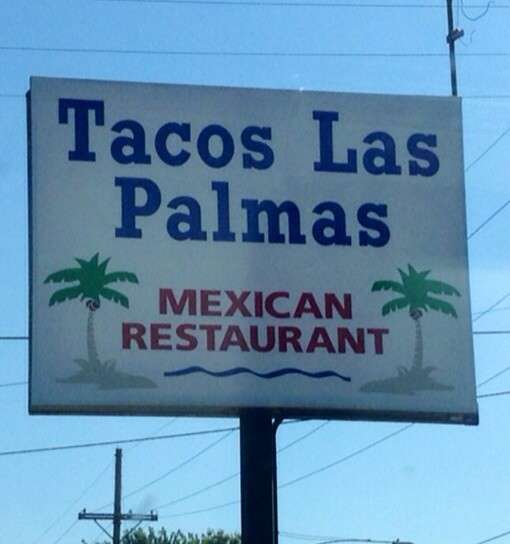 Tacos Las
Palmas
MEXICAN
RESTAURANT